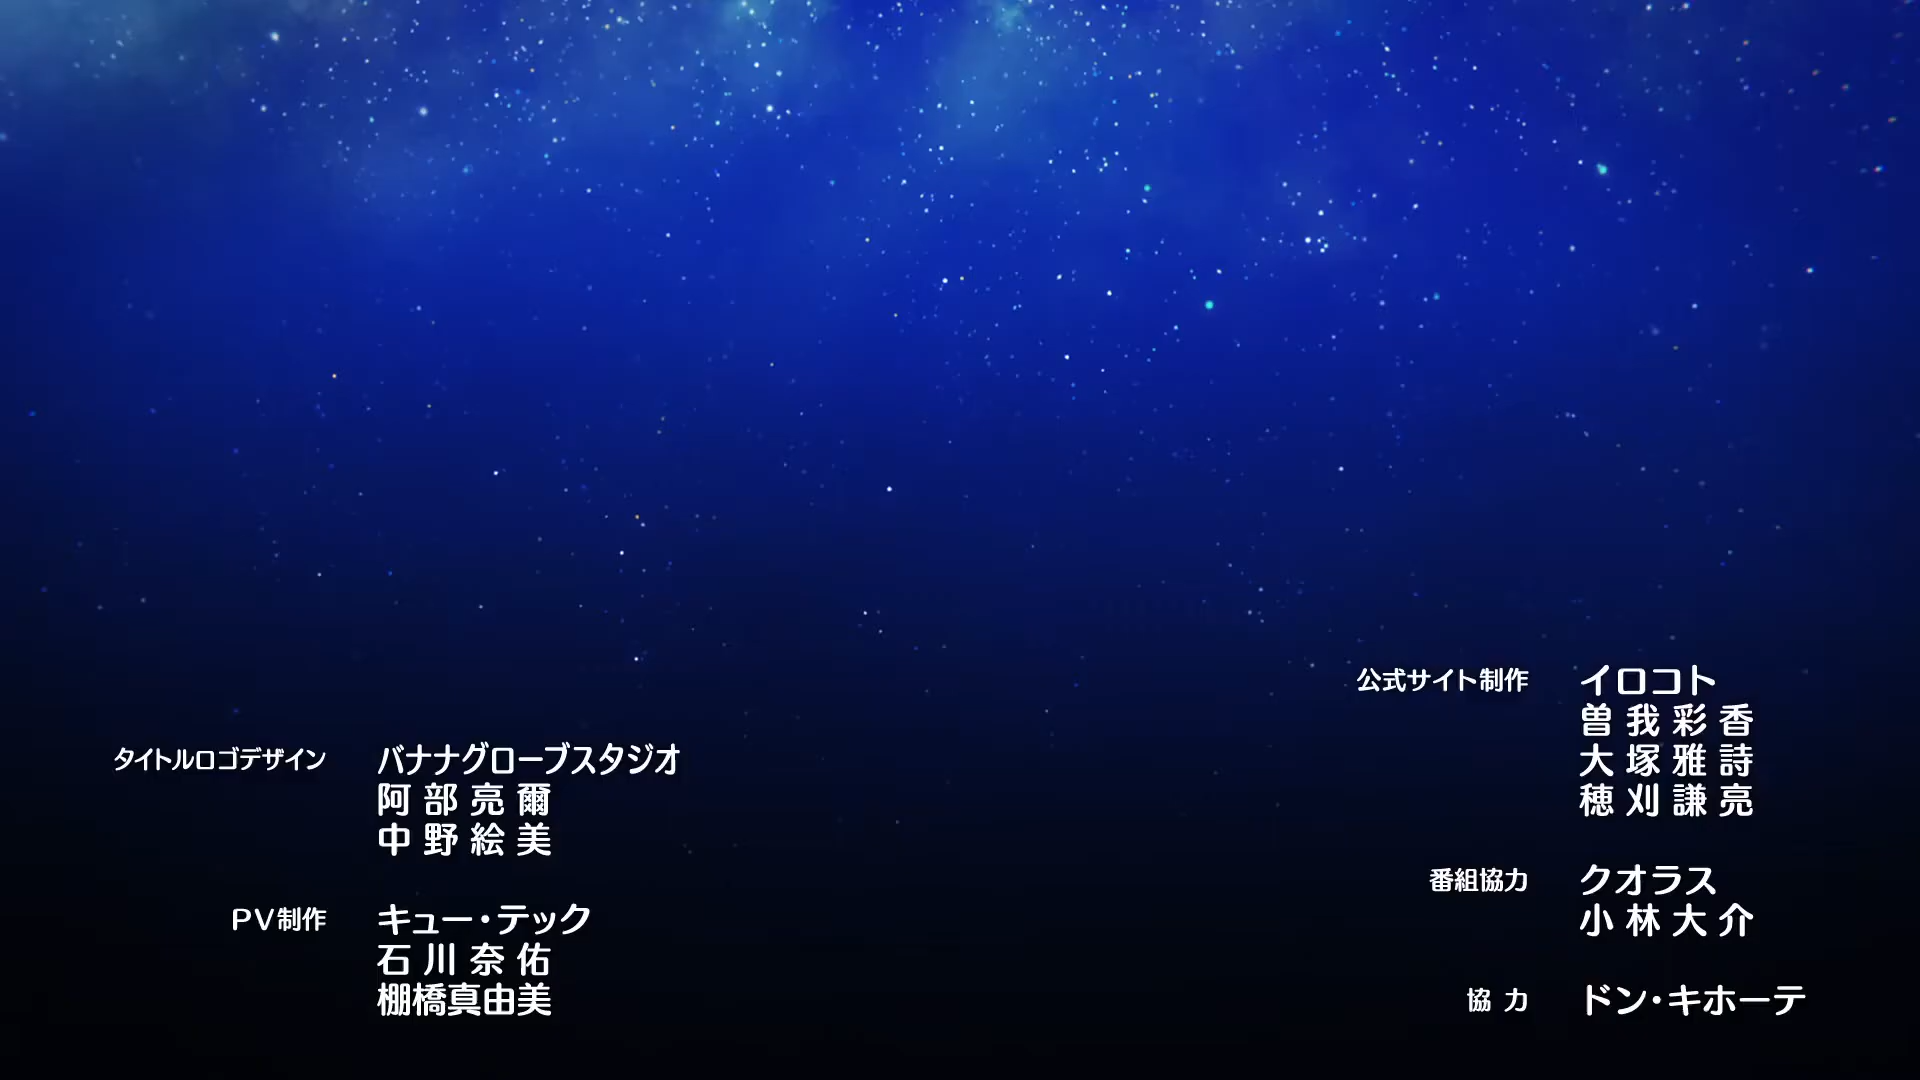 タイトルロゴデザイン バナナグローブスタジオ
阿部亮爾
中野絵美
PV制作 キュー・テック
石川奈佑
棚橋真由美
公式サイト制作 イロコト
曽我彩香
大塚雅詩
穂刈謙亮
番組協力 クオラス
小林大介
協力 ドン・キホーテ